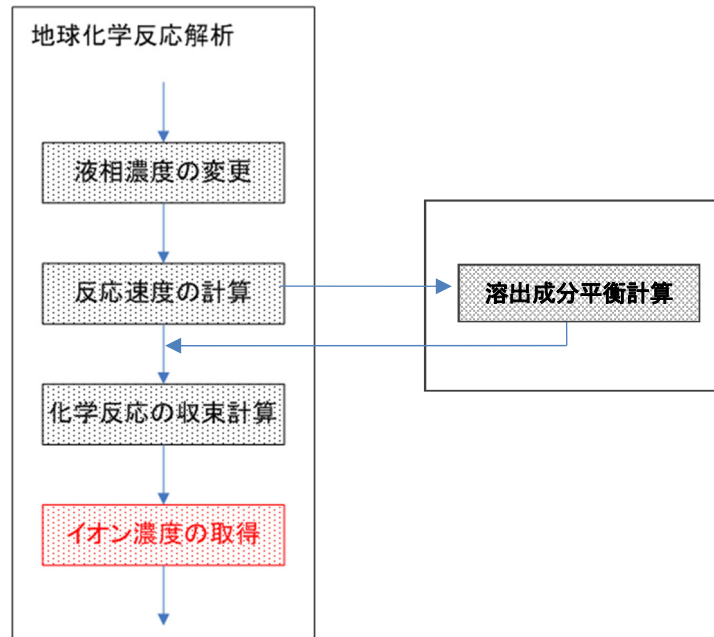 地球化学反応解析
液相濃度の変更
反応速度の計算
溶出成分平衡計算
化学反応の収束計算
イオン濃度の取得